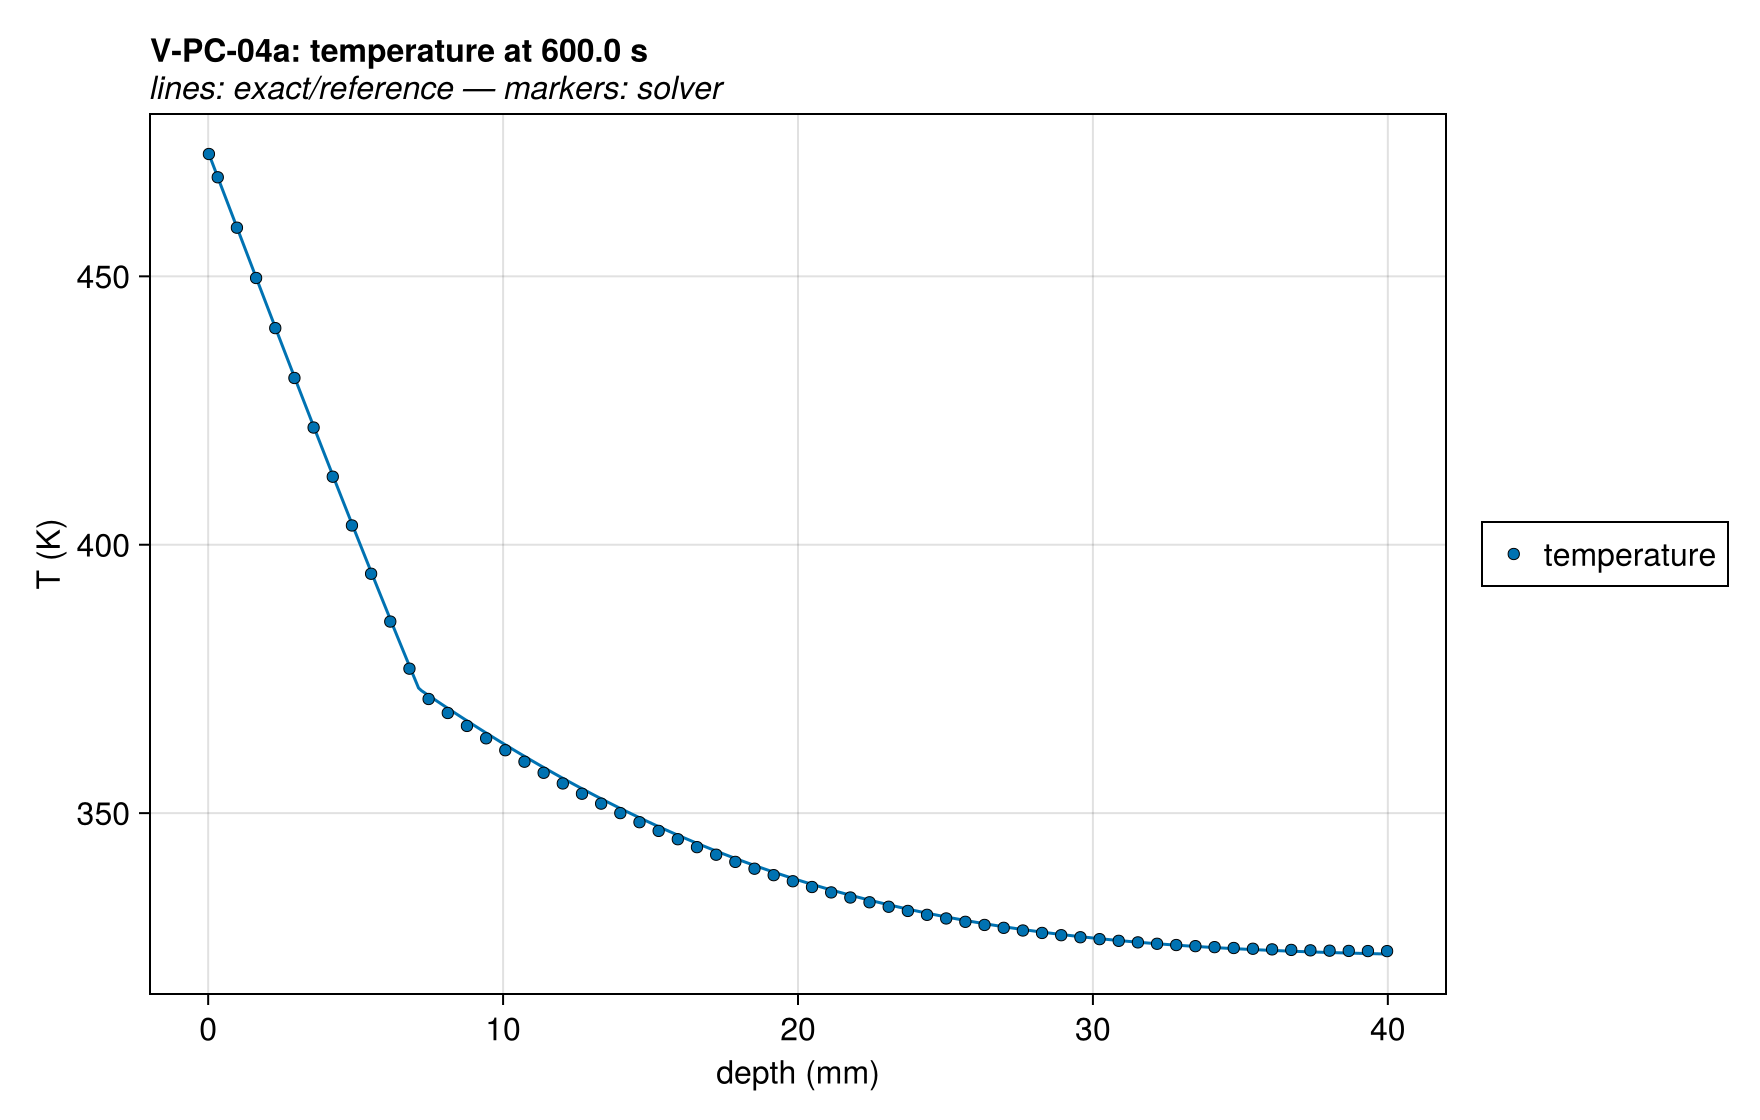 V-PC-04a: temperature at 600.0 s
lines: exact/reference — markers: solver
T (K)
450
400
350
0 10 20 30 40
depth (mm)
temperature